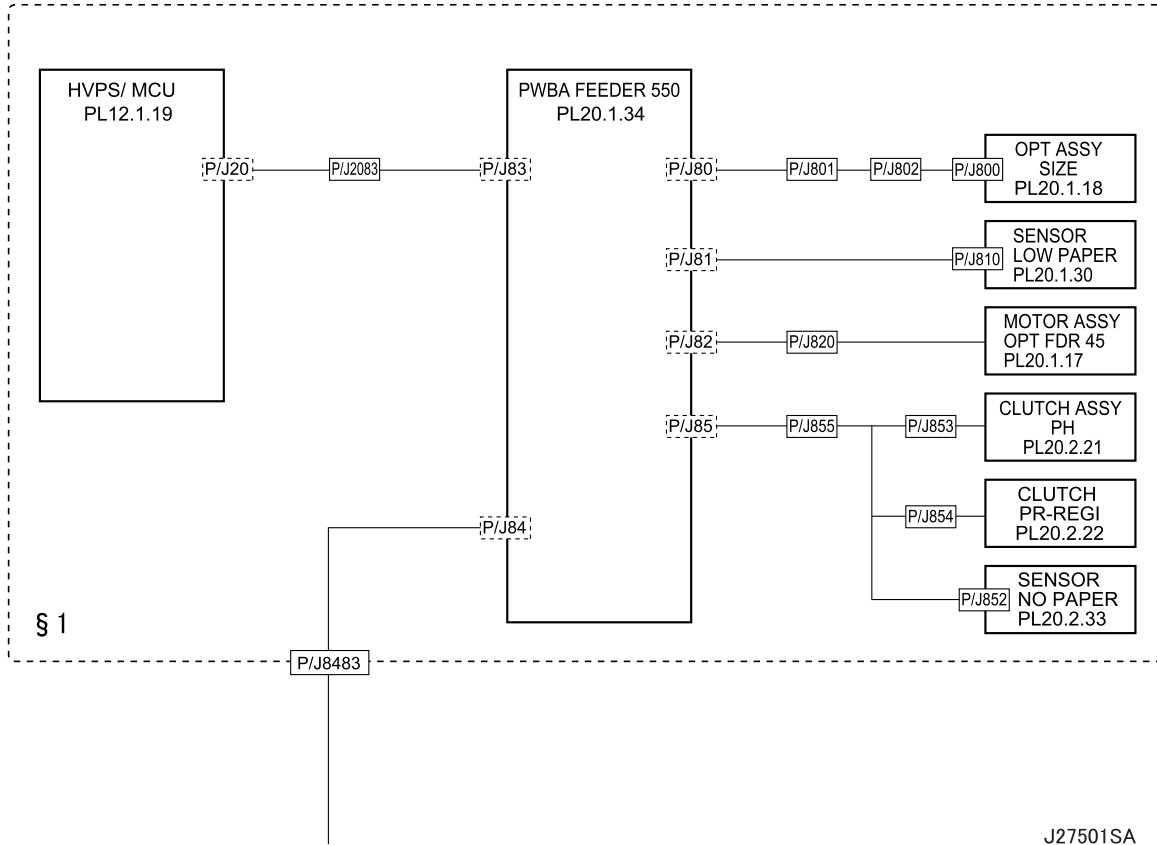 HVPS/ MCU
PL12.1.19
P/J20
P/J2083
P/J83
PWBA FEEDER 550
PL20.1.34
P/J80
P/J801
P/J802
P/J800
OPT ASSY
SIZE
PL20.1.18
P/J81
P/J810
SENSOR
LOW PAPER
PL20.1.30
P/J82
P/J820
MOTOR ASSY
OPT FDR 45
PL20.1.17
P/J85
P/J855
P/J853
CLUTCH ASSY
PH
PL20.2.21
P/J854
CLUTCH
PR-REGI
PL20.2.22
P/J84
P/J852
SENSOR
NO PAPER
PL20.2.33
§ 1
P/J8483
J27501SA